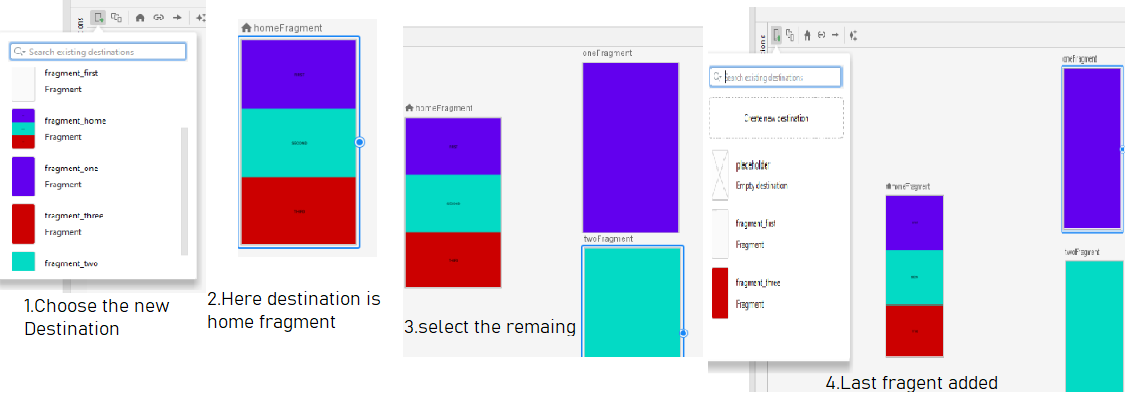 Search existing destinations
fragment_first
Fragment
fragment_home
Fragment
fragment_one
Fragment
fragment_three
Fragment
fragment_two
1.Choose the new
Destination
homeFragment
2.Here destination is
home fragment
homeFragment
oneFragment
twoFragment
3.select the remaing
Search existing destinations
Create new destination
placeholder
Empty destination
fragment_first
Fragment
fragment_three
Fragment
homeFragment
oneFragment
twoFragment
4.Last fragent added